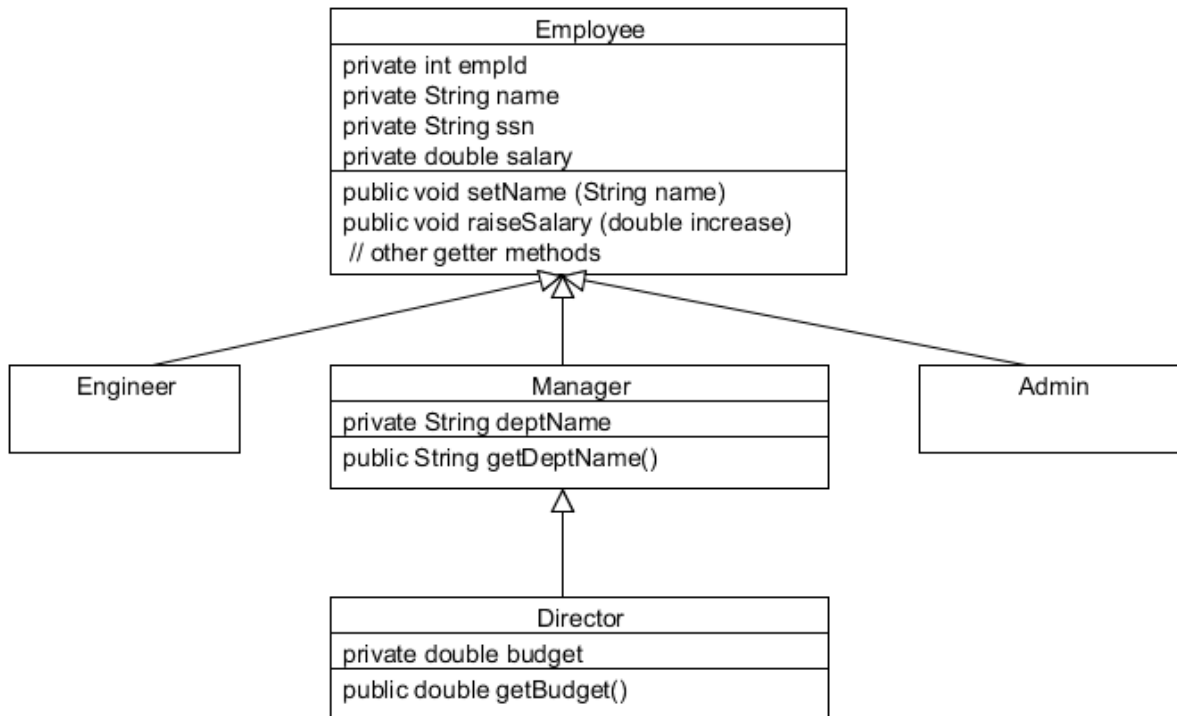 Employee
private int empId
private String name
private String ssn
private double salary
public void setName (String name)
public void raiseSalary (double increase)
// other getter methods
Engineer
Manager
private String deptName
public String getDeptName()
Admin
Director
private double budget
public double getBudget()